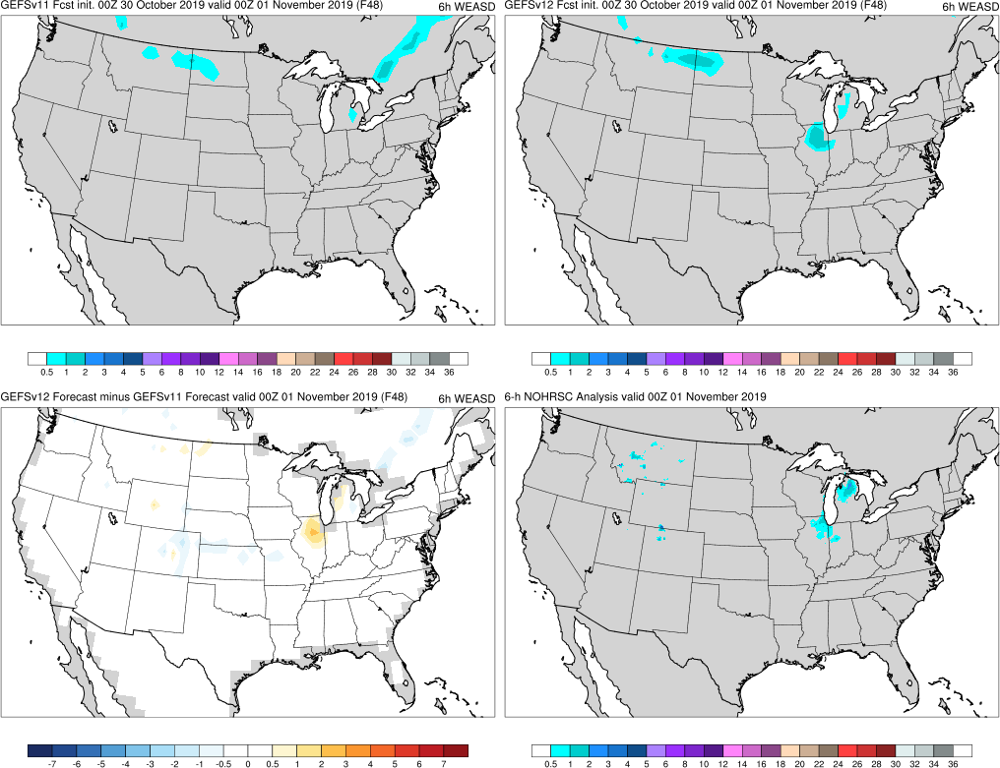 GEFSv11 Fcst init. 00Z 30 October 2019 valid 00Z 01 November 2019 (F48) 6h WEASD
GEFSv12 Fcst init. 00Z 30 October 2019 valid 00Z 01 November 2019 (F48) 6h WEASD
0.5 1 2 3 4 5 6 8 10 12 14 16 18 20 22 24 26 28 30 32 34 36
0.5 1 2 3 4 5 6 8 10 12 14 16 18 20 22 24 26 28 30 32 34 36
GEFSv12 Forecast minus GEFSv11 Forecast valid 00Z 01 November 2019 (F48) 6h WEASD
6-h NOHRSC Analysis valid 00Z 01 November 2019
-7 -6 -5 -4 -3 -2 -1 -0.5 0 0.5 1 2 3 4 5 6 7
0.5 1 2 3 4 5 6 8 10 12 14 16 18 20 22 24 26 28 30 32 34 36